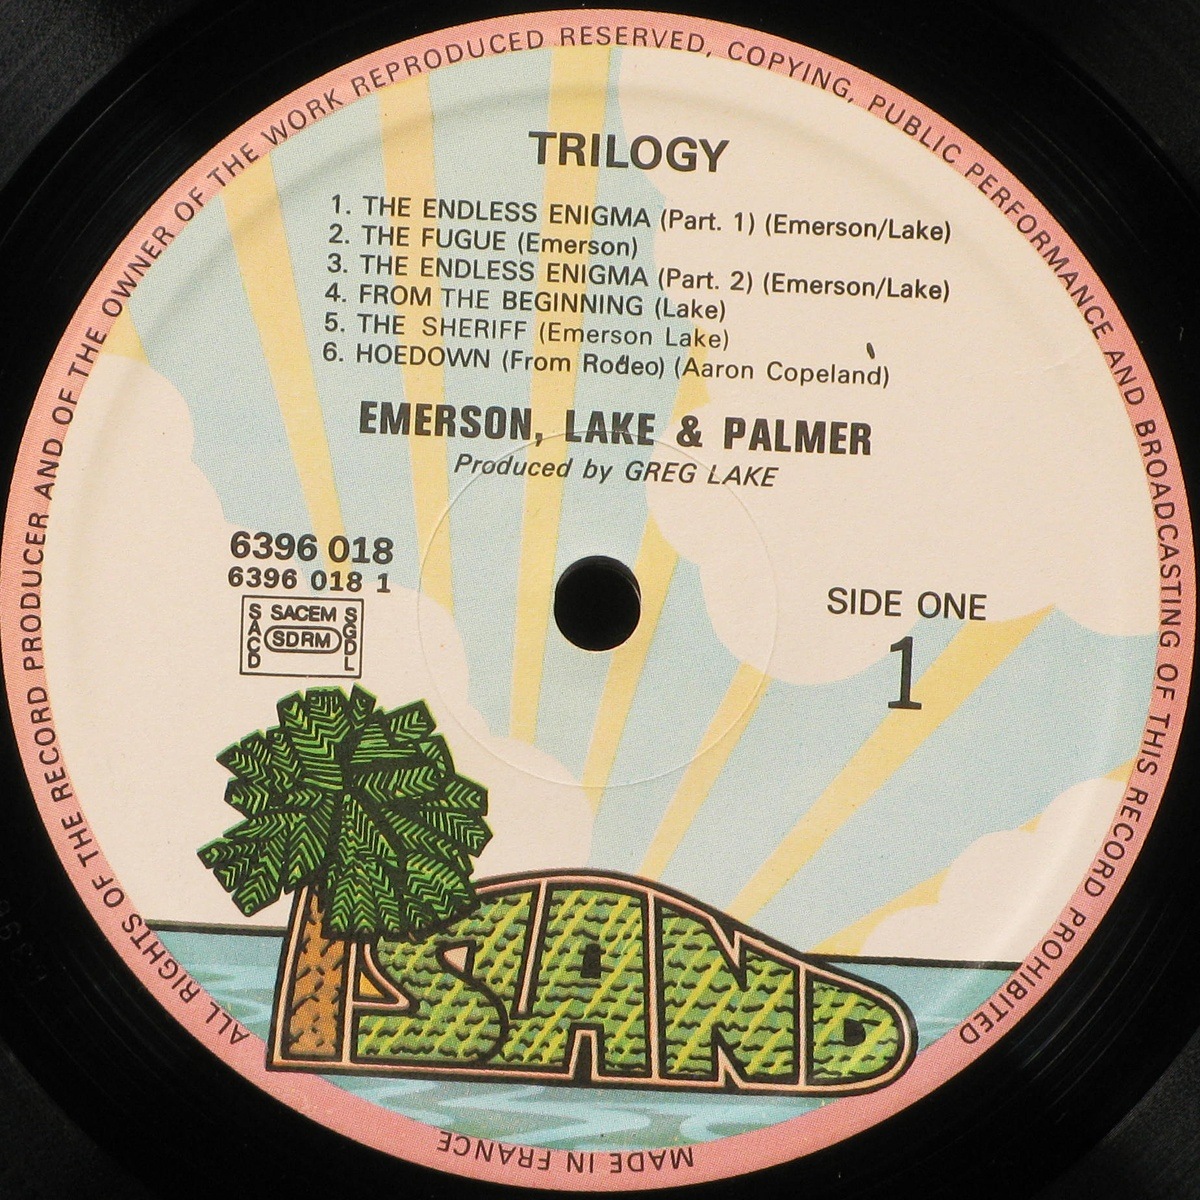 ALL RIGHTS OF THE RECORD PRODUCER AND OF THE OWNER OF THE WORK REPRODUCED RESERVED, COPYING, PUBLIC PERFORMANCE AND BROADCASTING OF THIS RECORD PROHIBITED
TRILOGY
1. THE ENDLESS ENIGMA (Part. 1) (Emerson/Lake)
2. THE FUGUE (Emerson)
3. THE ENDLESS ENIGMA (Part. 2) (Emerson/Lake)
4. FROM THE BEGINNING (Lake)
5. THE SHERIFF (Emerson Lake)
6. HOEDOWN (From Rodeo) (Aaron Copeland)
EMERSON, LAKE & PALMER
Produced by GREG LAKE
6396 018
6396 018 1
SACEM
SACD
SDRM
SGDL
SIDE ONE
1
ISLAND
MADE IN FRANCE